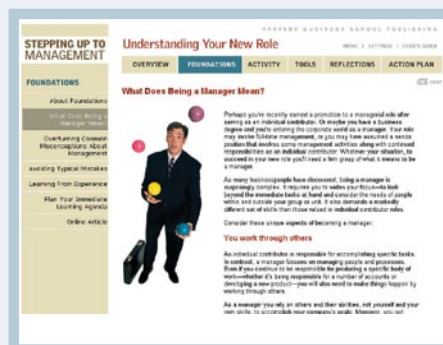 HARVARD BUSINESS SCHOOL PUBLISHING
STEPPING UP TO
MANAGEMENT
Understanding Your New Role
MENU | SETTINGS | USER'S GUIDE
OVERVIEW FOUNDATIONS ACTIVITY TOOLS REFLECTIONS ACTION PLAN
FOUNDATIONS
About Foundations
What Does Being a
Manager Mean?
Overturning Common
Misconceptions About
Management
Avoiding Typical Mistakes
Learning From Experience
Plan Your Immediate
Learning Agenda
Online Article
What Does Being a Manager Mean?
Perhaps you've recently earned a promotion to a managerial role after
serving as an individual contributor. Or maybe you have a business
degree and you're entering the corporate world as a manager. Your role
may involve full-time management, or you may have assumed a senior
position that involves some management activities along with continued
responsibilities as an individual contributor. Whatever your situation, to
succeed in your new role you'll need a firm grasp of what it means to be
a manager.
As many businesspeople have discovered, being a manager is
surprisingly complex. It requires you to widen your focus—to look
beyond the immediate tasks at hand and consider the needs of people
within and outside your group or unit. It also demands a markedly
different set of skills than those valued in individual contributor roles.
Consider these unique aspects of becoming a manager.
You work through others
An individual contributor is responsible for accomplishing specific tasks.
In contrast, a manager focuses on managing people and processes.
Even if you continue to be responsible for producing a specific body of
work—whether it's being responsible for a number of accounts or
developing a new product—you will also need to make things happen by
working through others.
As a manager you rely on others and their abilities, not yourself and your
own skills, to accomplish your company's goals. Moreover, you get